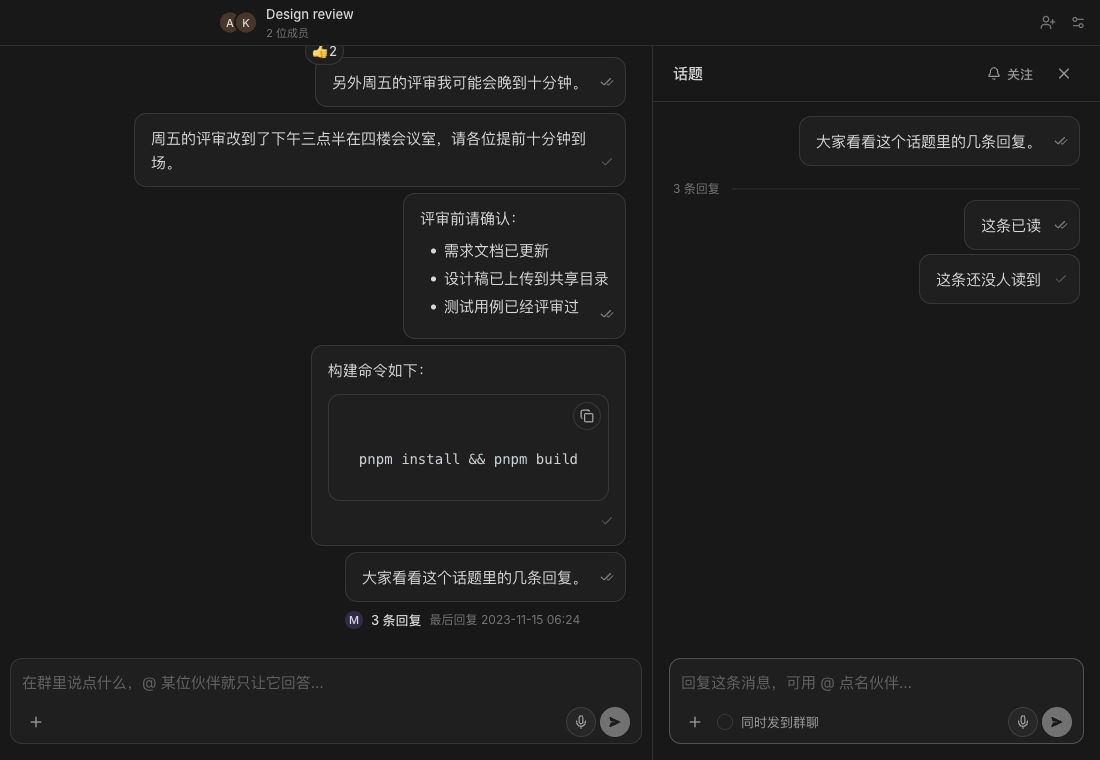 A K
Design review
2 位成员
👍2
另外周五的评审我可能会晚到十分钟。
周五的评审改到了下午三点半在四楼会议室，请各位提前十分钟到
场。
评审前请确认：
• 需求文档已更新
• 设计稿已上传到共享目录
• 测试用例已经评审过
构建命令如下：
pnpm install && pnpm build
大家看看这个话题里的几条回复。
M 3 条回复 最后回复 2023-11-15 06:24
在群里说点什么，@ 某位伙伴就只让它回答...
话题
关注
大家看看这个话题里的几条回复。
3 条回复
这条已读
这条还没人读到
回复这条消息，可用 @ 点名伙伴...
同时发到群聊